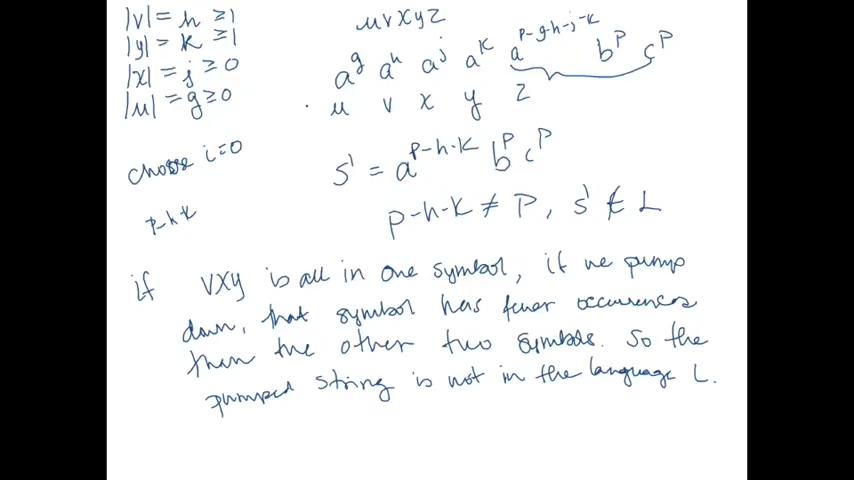 |v| = h ≥ 1
|y| = k ≥ 1
|x| = j ≥ 0
|u| = g ≥ 0
uvxyz
a^g a^h a^j a^k a^{p-g-h-j-k} b^p c^p
u v x y z
choose i=0
s' = a^{p-h-k} b^p c^p
p-h-k
p-h-k ≠ p, s' ∉ L
if vxy is all in one symbol, if we pump
down, that symbol has fewer occurrences
than the other two symbols. So the
pumped string is not in the language L.